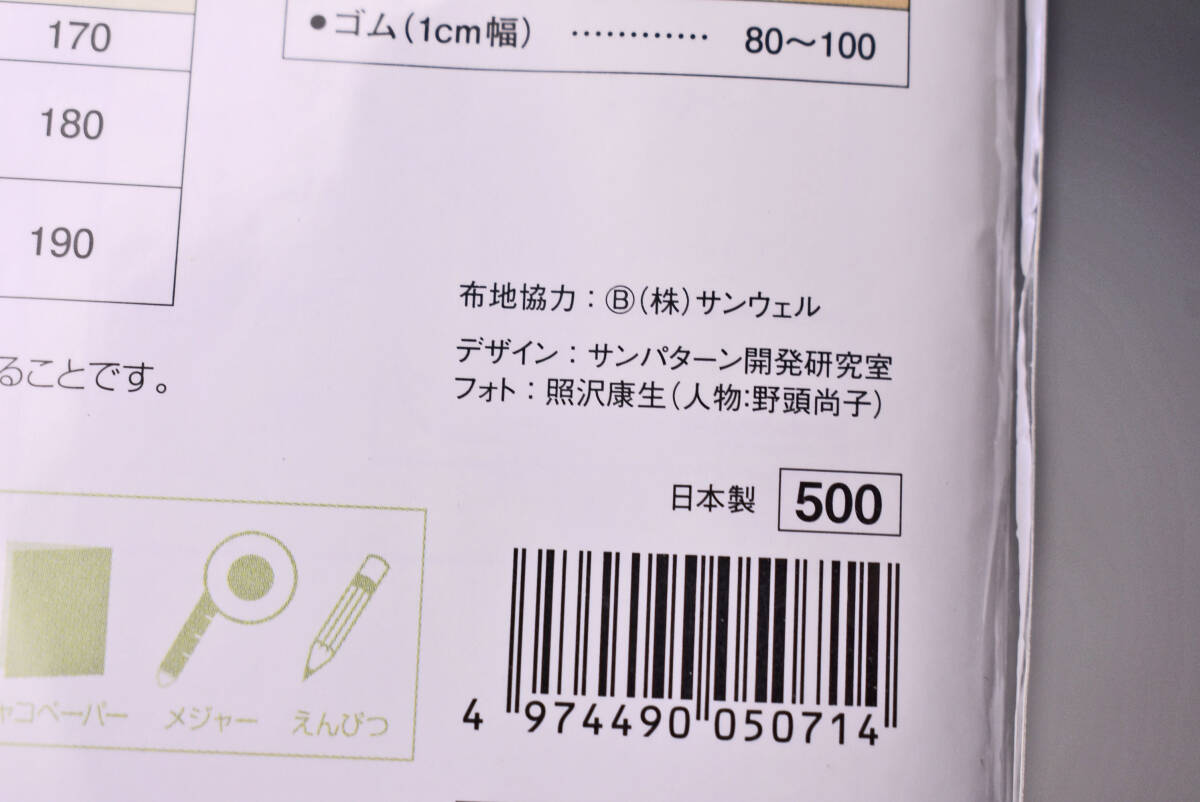 170
180
190
●ゴム(1cm幅) ………… 80〜100
布地協力：Ⓑ(株)サンウェル
デザイン：サンパターン開発研究室
フォト：照沢康生(人物:野頭尚子)
ることです。
日本製 500
ャコペーパー メジャー えんぴつ
4 974490 050714